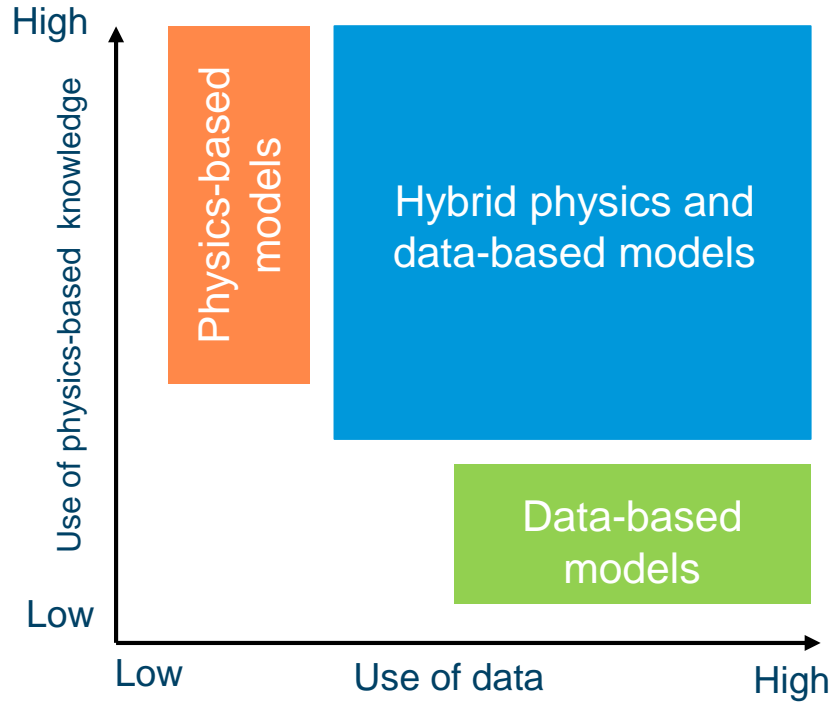 High
Use of physics-based knowledge
Physics-based
models
Hybrid physics and
data-based models
Data-based
models
Low
Low
Use of data
High